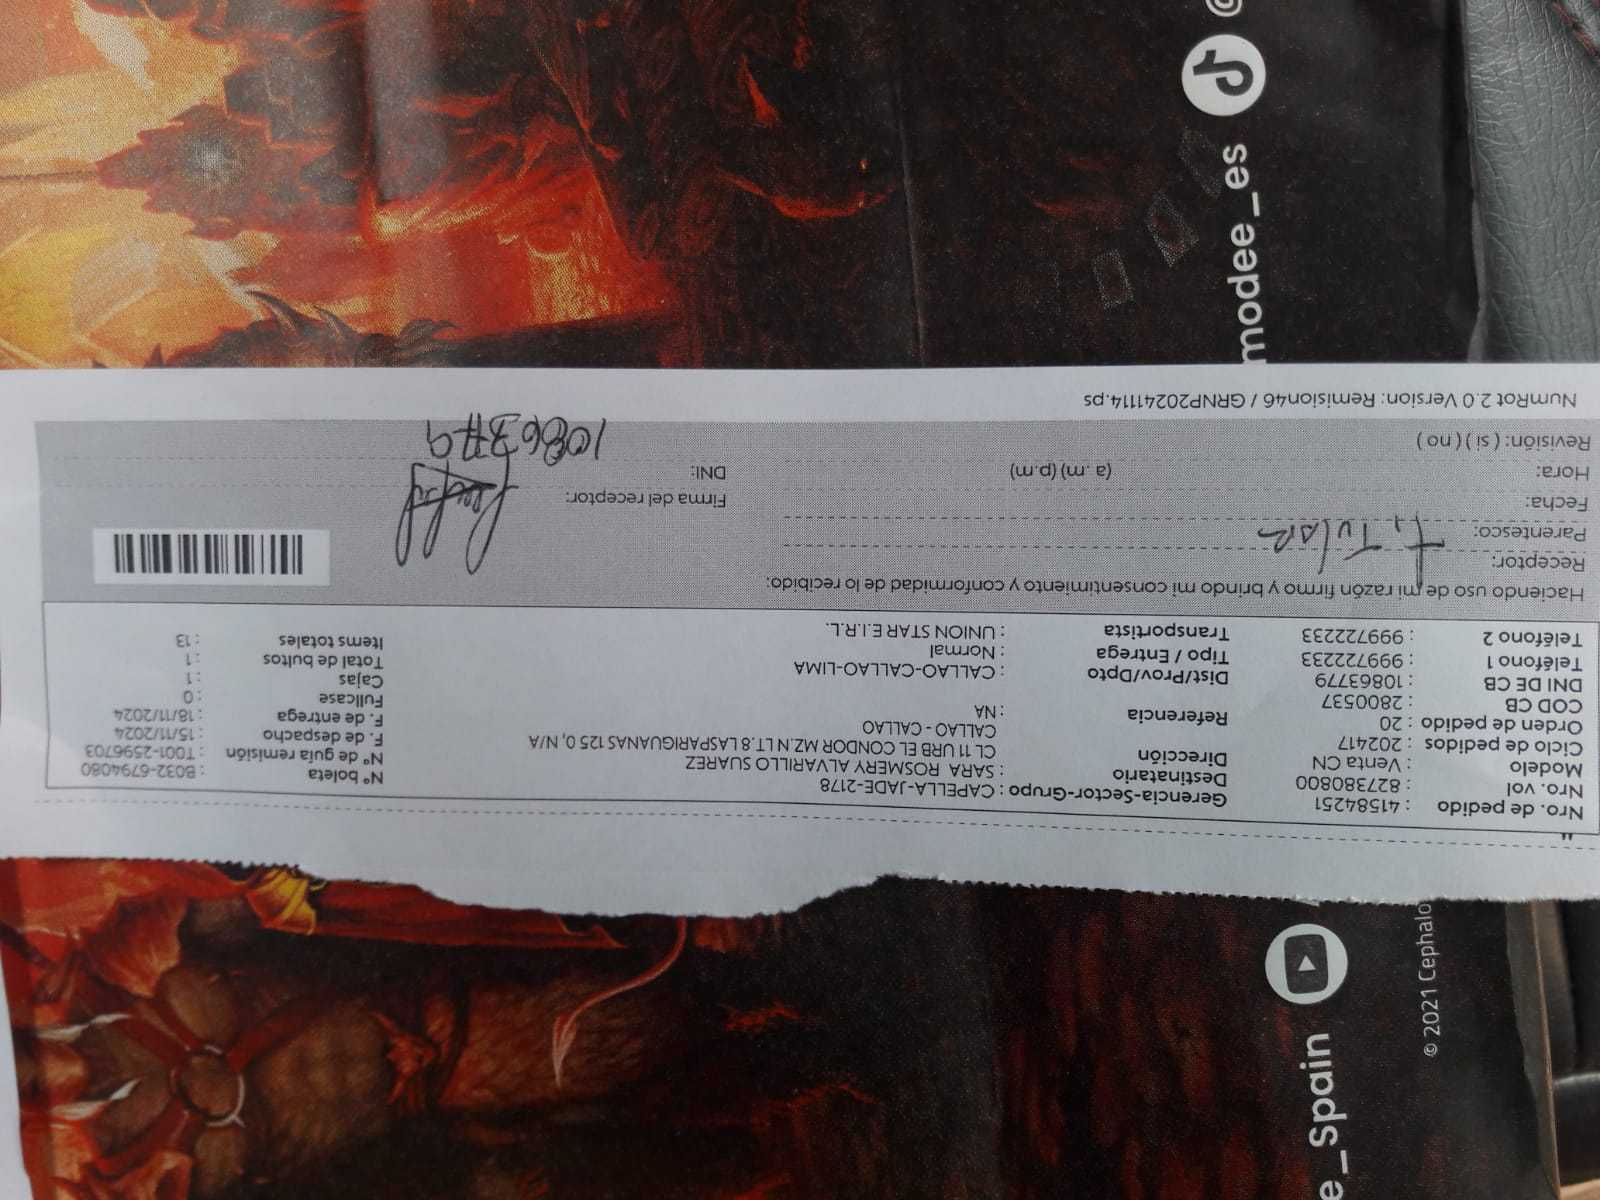 Nro. de pedido : 41584251
Nro. vol : 827380800
Modelo : Venta CN
Ciclo de pedidos : 202417
Orden de pedido : 20
COD CB : 2800537
DNI DE CB : 10863779
Teléfono 1 : 999722233
Teléfono 2 : 999722233
Gerencia-Sector-Grupo : CAPELLA-JADE-2178
Destinatario : SARA ROSMERY ALVARILLO SUAREZ
Dirección CL 11 URB EL CONDOR MZ.N LT.8 LASPARIGUANAS 125 0, N/A
CALLAO - CALLAO
Referencia : NA
Dist/Prov/Dpto : CALLAO-CALLAO-LIMA
Tipo / Entrega : Normal
Transportista : UNION STAR E.I.R.L.
Nº boleta : B032-6794080
Nº de guía remisión : T001-2596703
F. de despacho : 15/11/2024
F. de entrega : 18/11/2024
Fullcase : 0
Cajas : 1
Total de bultos : 1
Items totales : 13
Haciendo uso de mi razón firmo y brindo mi consentimiento y conformidad de lo recibido:
Receptor:
Parentesco:
Fecha:
Hora: (a .m) (p.m)
Revisión: ( si ) ( no )
Firma del receptor:
DNI: 10863779
NumRot 2.0 Version: Remision46 / GRNP20241114.ps
modee_es
e_Spain
© 2021 Cephalo